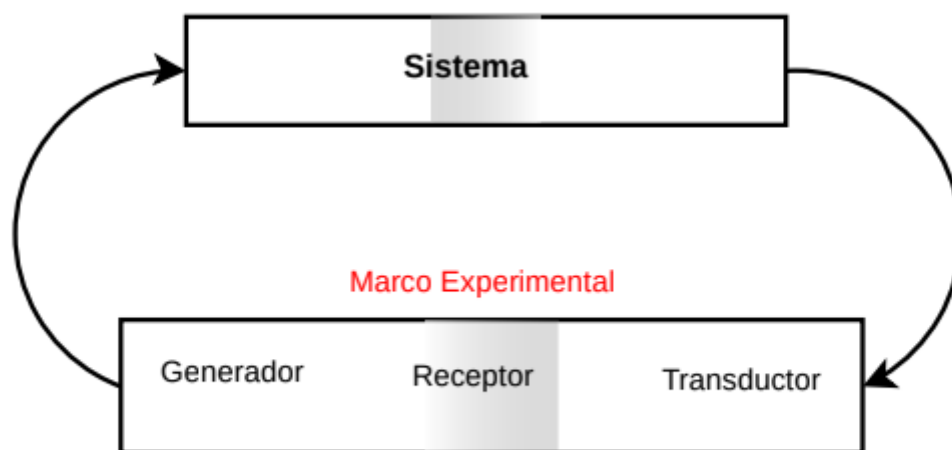 Sistema
Marco Experimental
Generador
Receptor
Transductor